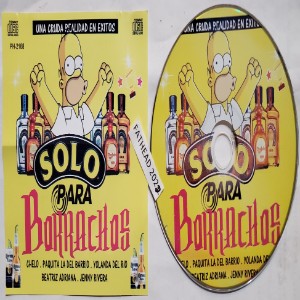 UNA CRUDA REALIDAD EN EXITOS
SOLO
PARA
BORRACHOS
CHELO . PAQUITA LA DEL BARRIO . YOLANDA DEL RIO
BEATRIZ ADRIANA . JENNY RIVERA
FATHEAD 2023
UNA CRUDA REALIDAD EN EXITOS
SOLO
PARA
BORRACHOS
CHELO . PAQUITA LA DEL BARRIO . YOLANDA DEL RIO
BEATRIZ ADRIANA . JENNY RIVERA